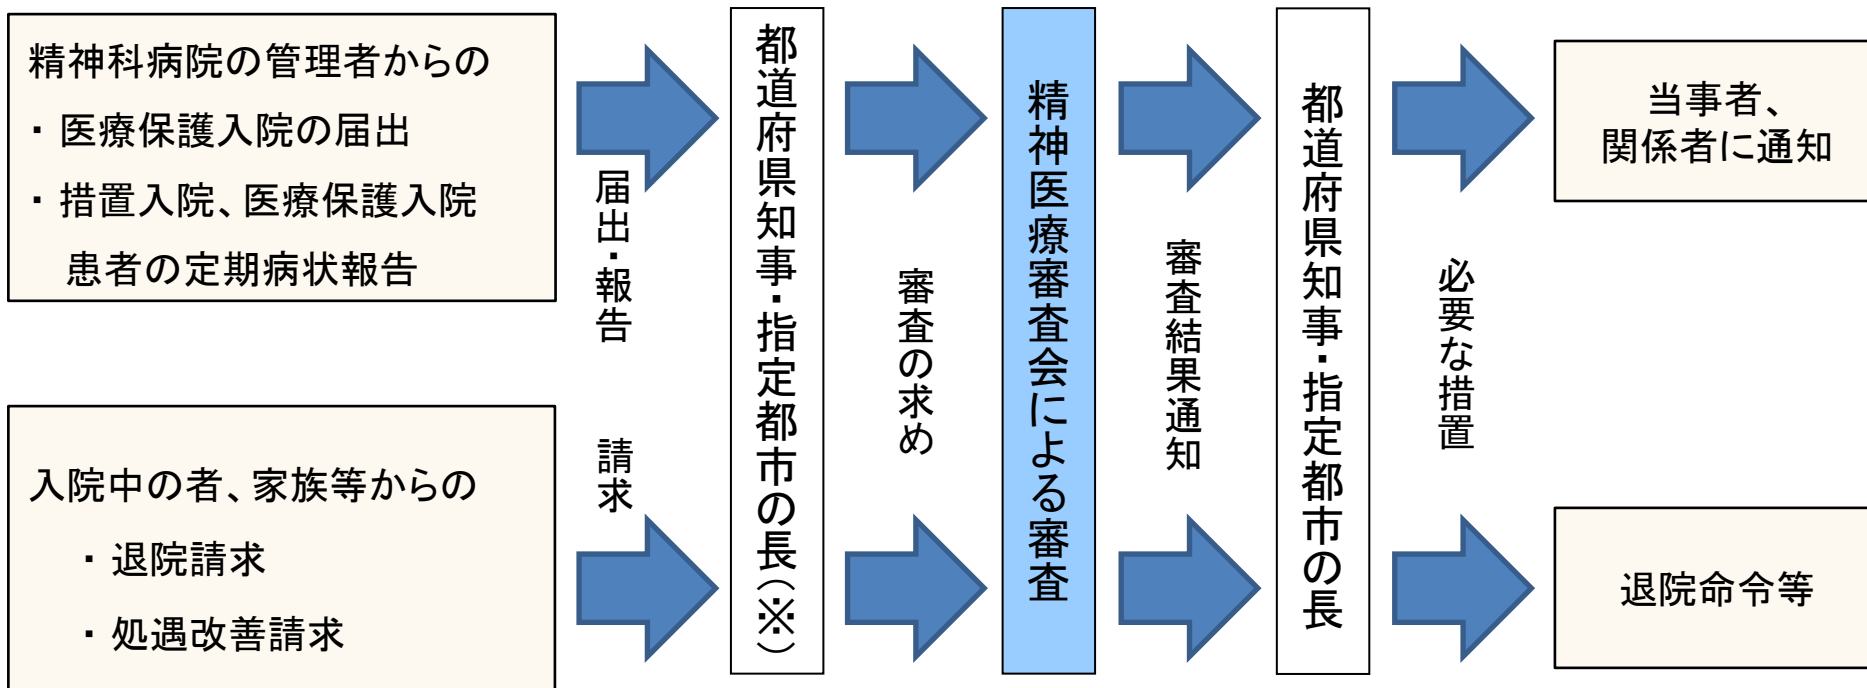 精神科病院の管理者からの
・ 医療保護入院の届出
・ 措置入院、医療保護入院
患者の定期病状報告
入院中の者、家族等からの
・ 退院請求
・ 処遇改善請求
届出・報告
請求
都道府県知事・指定都市の長(※)
審査の求め
精神医療審査会による審査
審査結果通知
都道府県知事・指定都市の長
必要な措置
当事者、
関係者に通知
退院命令等